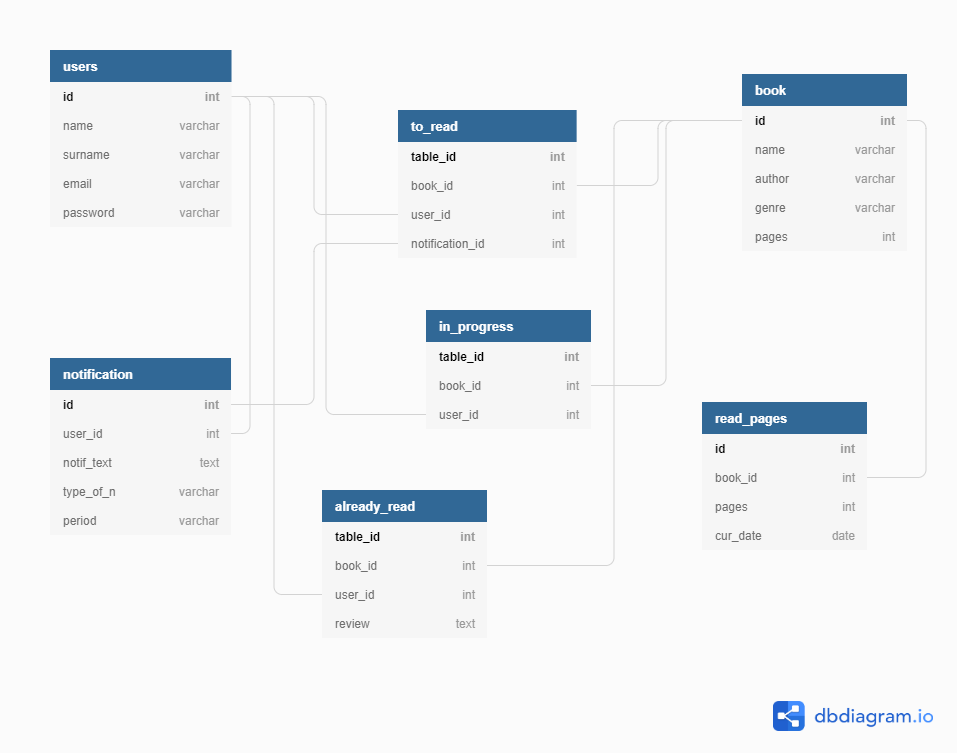 users
id int
name varchar
surname varchar
email varchar
password varchar
to_read
table_id int
book_id int
user_id int
notification_id int
book
id int
name varchar
author varchar
genre varchar
pages int
in_progress
table_id int
book_id int
user_id int
notification
id int
user_id int
notif_text text
type_of_n varchar
period varchar
read_pages
id int
book_id int
pages int
cur_date date
already_read
table_id int
book_id int
user_id int
review text
dbdiagram.io